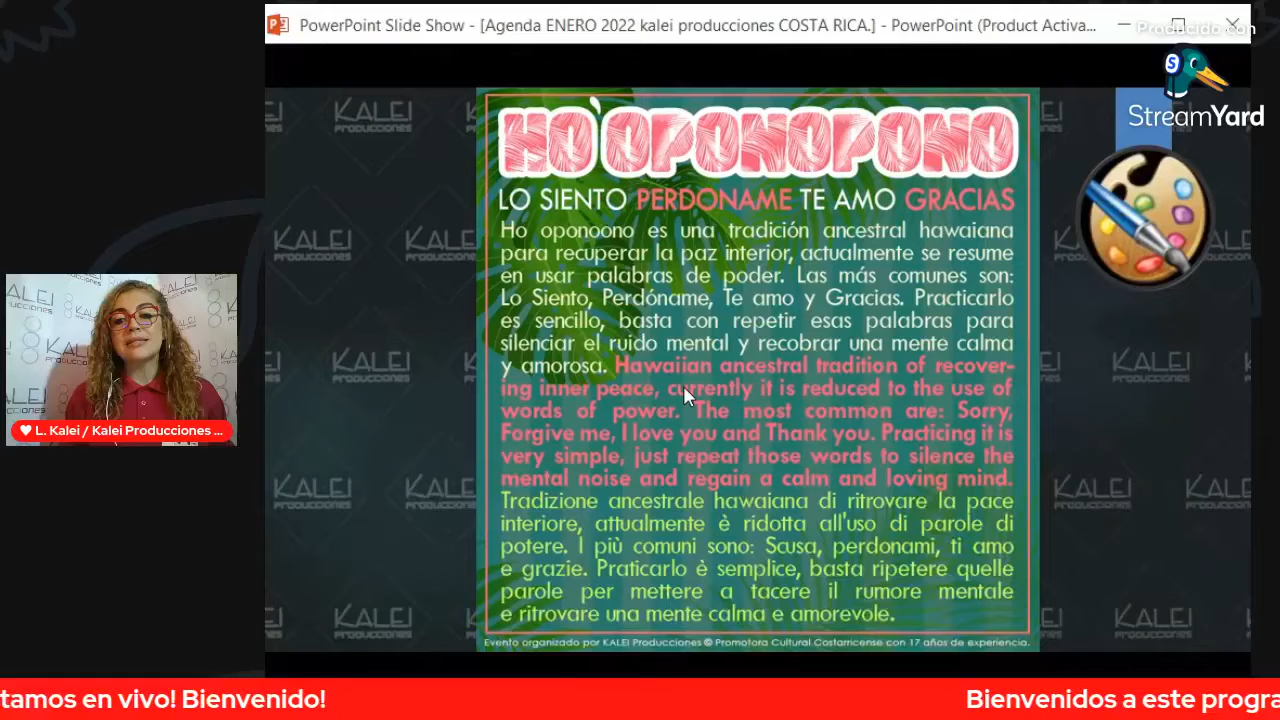 PowerPoint Slide Show - [Agenda ENERO 2022 kalei producciones COSTA RICA.] - PowerPoint (Product Activa...
Producido con
S
StreamYard
HO`OPONOPONO
LO SIENTO PERDONAME TE AMO GRACIAS
Ho oponoono es una tradición ancestral hawaiana
para recuperar la paz interior, actualmente se resume
en usar palabras de poder. Las más comunes son:
Lo Siento, Perdóname, Te amo y Gracias. Practicarlo
es sencillo, basta con repetir esas palabras para
silenciar el ruido mental y recobrar una mente calma
y amorosa. Hawaiian ancestral tradition of recover-
ing inner peace, currently it is reduced to the use of
words of power. The most common are: Sorry,
Forgive me, I love you and Thank you. Practicing it is
very simple, just repeat those words to silence the
mental noise and regain a calm and loving mind.
Tradizione ancestrale hawaiana di ritrovare la pace
interiore, attualmente è ridotta all'uso di parole di
potere. I più comuni sono: Scusa, perdonami, ti amo
e grazie. Praticarlo è semplice, basta ripetere quelle
parole per mettere a tacere il rumore mentale
e ritrovare una mente calma e amorevole.
Evento organizado por KALEI Producciones © Promotora Cultural Costarricense con 17 años de experiencia.
KALEI
PRODUCCIONES
♥ L. Kalei / Kalei Producciones ...
tamos en vivo! Bienvenido!
Bienvenidos a este progra